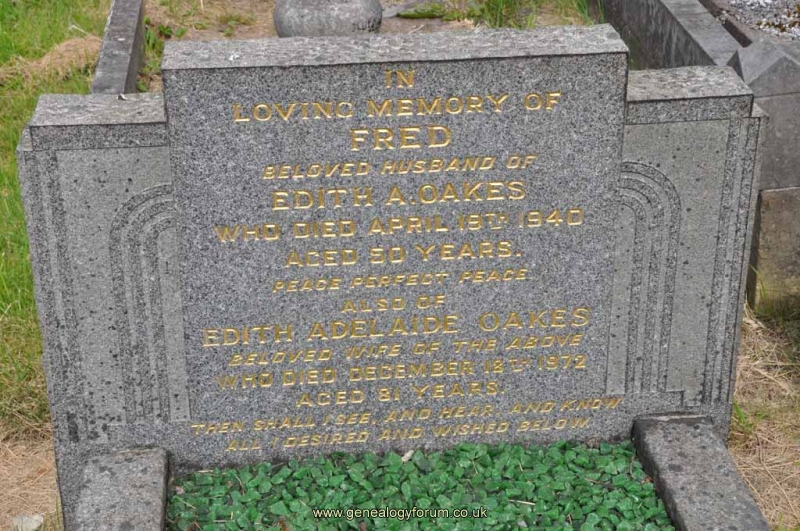 IN
LOVING MEMORY OF
FRED
BELOVED HUSBAND OF
EDITH A. OAKES
WHO DIED APRIL 19TH 1940
AGED 50 YEARS.
PEACE PERFECT PEACE
ALSO OF
EDITH ADELAIDE OAKES
BELOVED WIFE OF THE ABOVE
WHO DIED DECEMBER 12TH 1972
AGED 81 YEARS.
THEN SHALL I SEE, AND HEAR, AND KNOW
ALL I DESIRED AND WISHED BELOW.
www.genealogyforum.co.uk